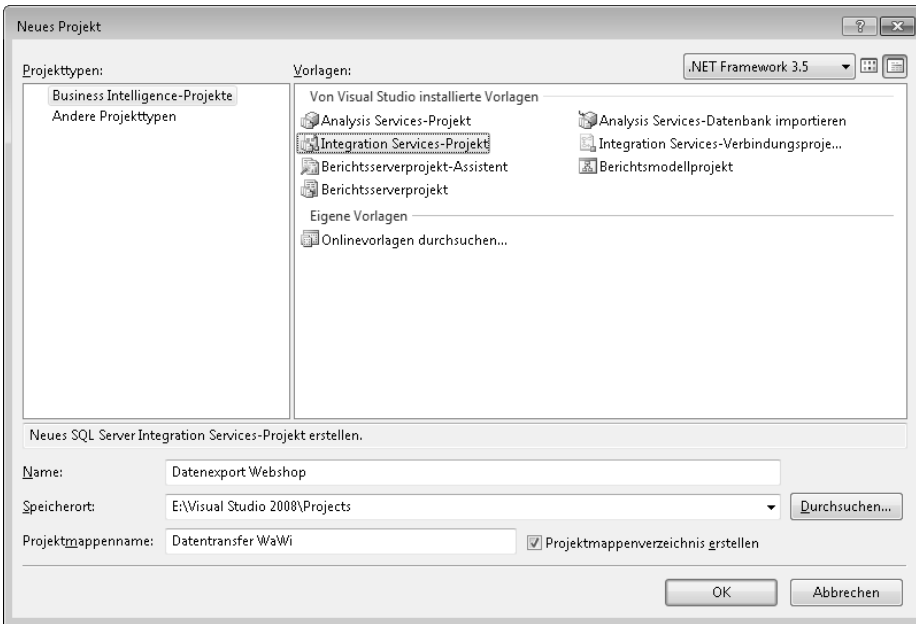 Neues Projekt
Projekttypen:
Vorlagen:
.NET Framework 3.5
Business Intelligence-Projekte
Andere Projekttypen
Von Visual Studio installierte Vorlagen
Analysis Services-Projekt
Analysis Services-Datenbank importieren
Integration Services-Projekt
Integration Services-Verbindungsproje...
Berichtsserverprojekt-Assistent
Berichtsmodellprojekt
Berichtsserverprojekt
Eigene Vorlagen
Onlinevorlagen durchsuchen...
Neues SQL Server Integration Services-Projekt erstellen.
Name:
Datenexport Webshop
Speicherort:
E:\Visual Studio 2008\Projects
Durchsuchen...
Projektmappenname:
Datentransfer WaWi
Projektmappenverzeichnis erstellen
OK
Abbrechen